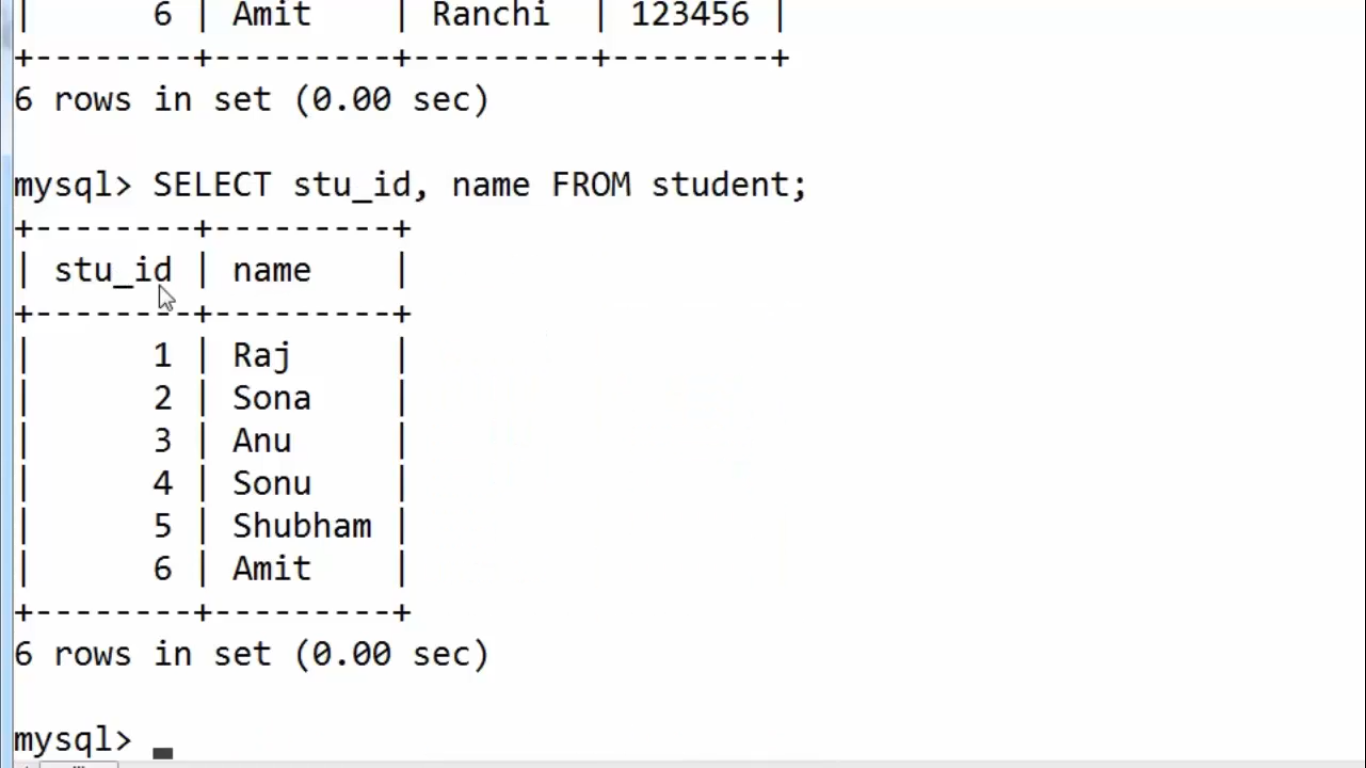 |      6 | Amit    | Ranchi  | 123456 |
+--------+---------+---------+--------+
6 rows in set (0.00 sec)
mysql> SELECT stu_id, name FROM student;
+--------+---------+
| stu_id | name    |
+--------+---------+
|      1 | Raj     |
|      2 | Sona    |
|      3 | Anu     |
|      4 | Sonu    |
|      5 | Shubham |
|      6 | Amit    |
+--------+---------+
6 rows in set (0.00 sec)
mysql>